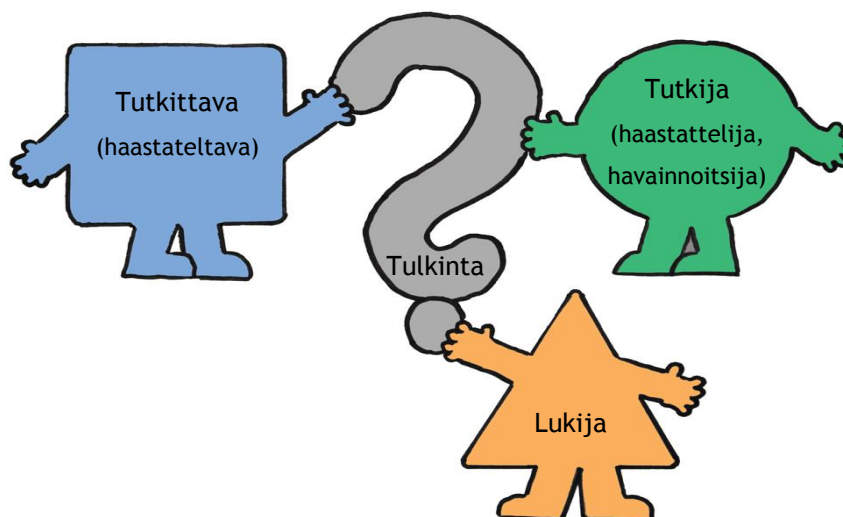 Tutkittava
(haastateltava)
Tutkija
(haastattelija,
havainnoitsija)
Tulkinta
Lukija